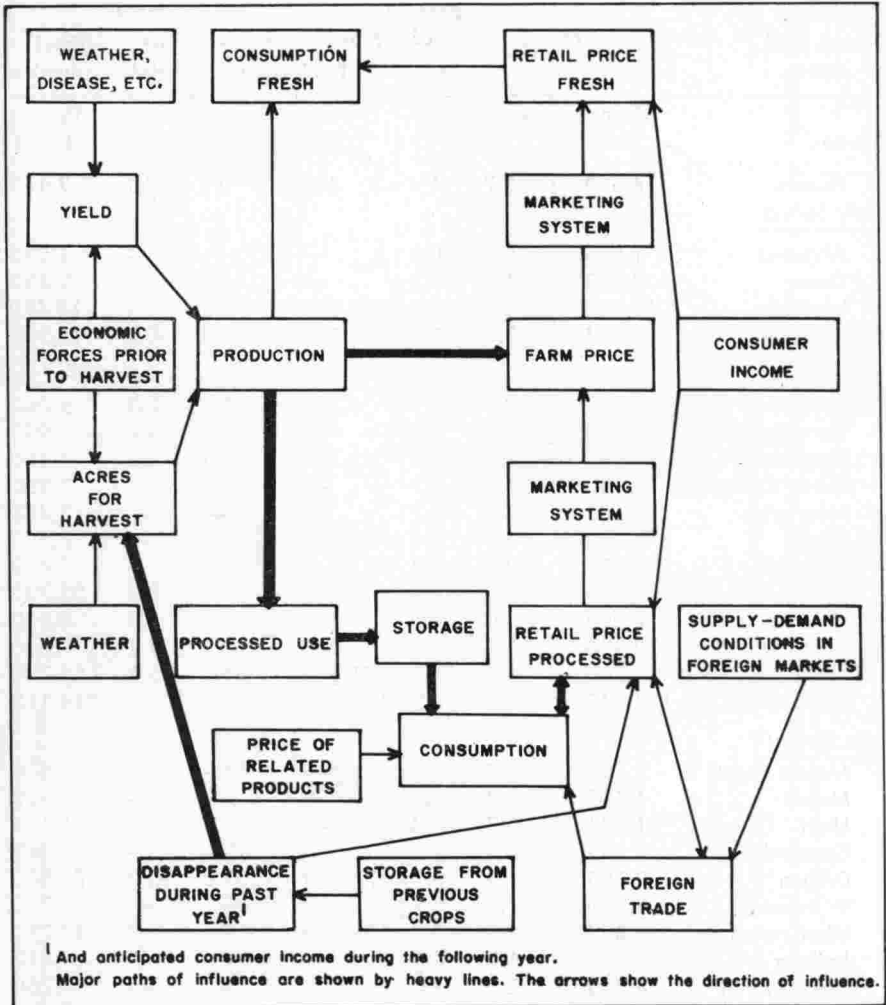 WEATHER,
DISEASE, ETC.
CONSUMPTION
FRESH
RETAIL PRICE
FRESH
YIELD
MARKETING
SYSTEM
ECONOMIC
FORCES PRIOR
TO HARVEST
PRODUCTION
FARM PRICE
CONSUMER
INCOME
ACRES
FOR
HARVEST
MARKETING
SYSTEM
WEATHER
PROCESSED USE
STORAGE
RETAIL PRICE
PROCESSED
SUPPLY-DEMAND
CONDITIONS IN
FOREIGN MARKETS
PRICE OF
RELATED
PRODUCTS
CONSUMPTION
DISAPPEARANCE
DURING PAST
YEAR¹
STORAGE FROM
PREVIOUS
CROPS
FOREIGN
TRADE
¹ And anticipated consumer income during the following year.
Major paths of influence are shown by heavy lines. The arrows show the direction of influence.